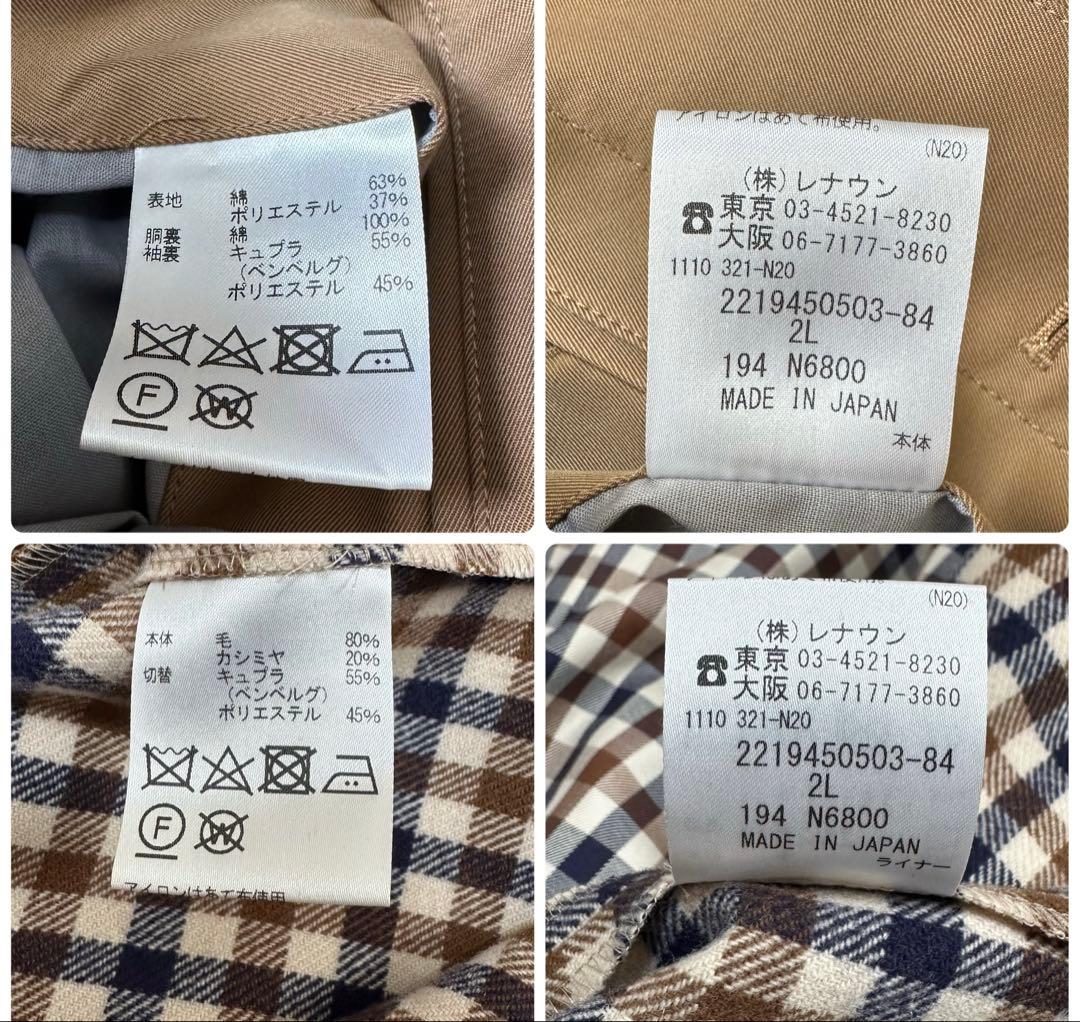 表地 綿 63%
ポリエステル 37%
胴裏 綿 100%
袖裏 キュプラ 55%
(ベンベルグ)
ポリエステル 45%
F
W
アイロンはあて布使用。
(N20)
(株)レナウン
東京 03-4521-8230
大阪 06-7177-3860
1110 321-N20
2219450503-84
2L
194 N6800
MADE IN JAPAN
本体
本体 毛 80%
カシミヤ 20%
切替 キュプラ 55%
(ベンベルグ)
ポリエステル 45%
F
W
アイロンはあて布使用
(N20)
(株)レナウン
東京 03-4521-8230
大阪 06-7177-3860
1110 321-N20
2219450503-84
2L
194 N6800
MADE IN JAPAN
ライナー